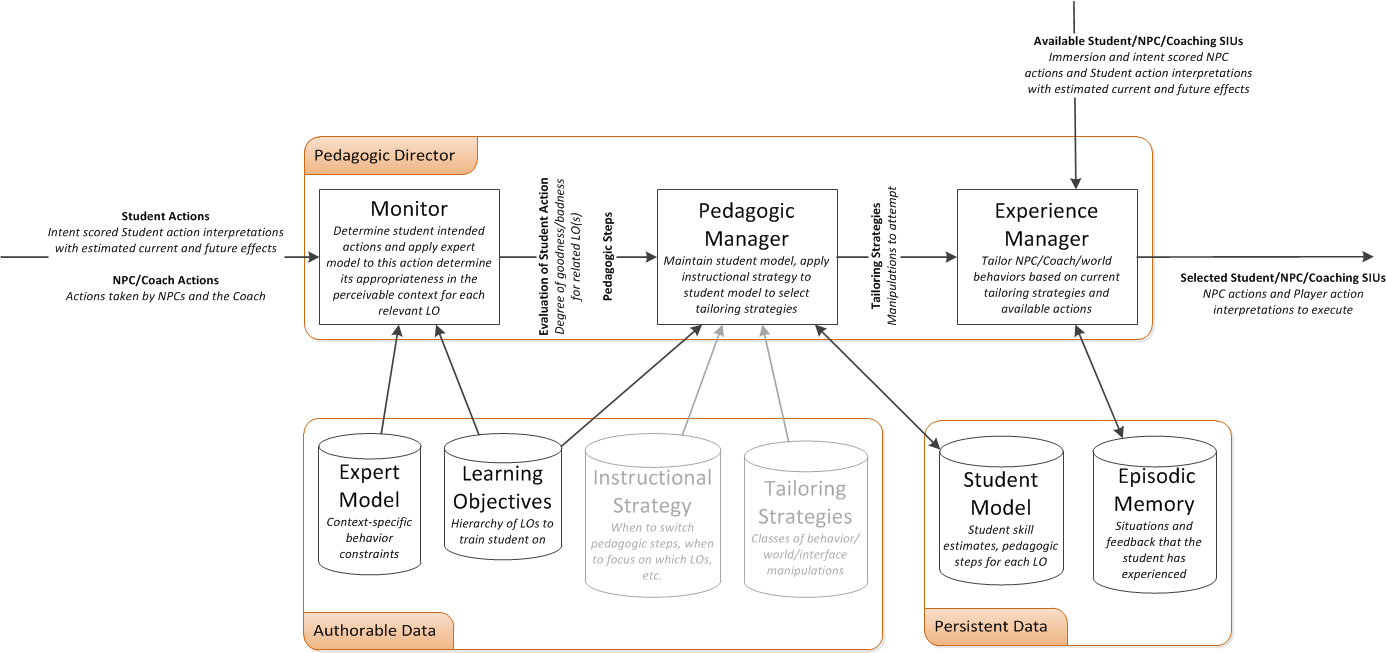 Available Student/NPC/Coaching SIUs
Immersion and intent scored NPC
actions and Student action interpretations
with estimated current and future effects
Pedagogic Director
Student Actions
Intent scored Student action interpretations
with estimated current and future effects
NPC/Coach Actions
Actions taken by NPCs and the Coach
Monitor
Determine student intended
actions and apply expert
model to this action determine
its appropriateness in the
perceivable context for each
relevant LO
Evaluation of Student Action
Degree of goodness/badness
for related LO(s)
Pedagogic Steps
Pedagogic
Manager
Maintain student model, apply
instructional strategy to
student model to select
tailoring strategies
Tailoring Strategies
Manipulations to attempt
Experience
Manager
Tailor NPC/Coach/world
behaviors based on current
tailoring strategies and
available actions
Selected Student/NPC/Coaching SIUs
NPC actions and Player action
interpretations to execute
Expert
Model
Context-specific
behavior
constraints
Learning
Objectives
Hierarchy of LOs to
train student on
Instructional
Strategy
When to switch
pedagogic steps, when
to focus on which LOs,
etc.
Tailoring
Strategies
Classes of behavior/
world/interface
manipulations
Authorable Data
Student
Model
Student skill
estimates, pedagogic
steps for each LO
Episodic
Memory
Situations and
feedback that the
student has
experienced
Persistent Data